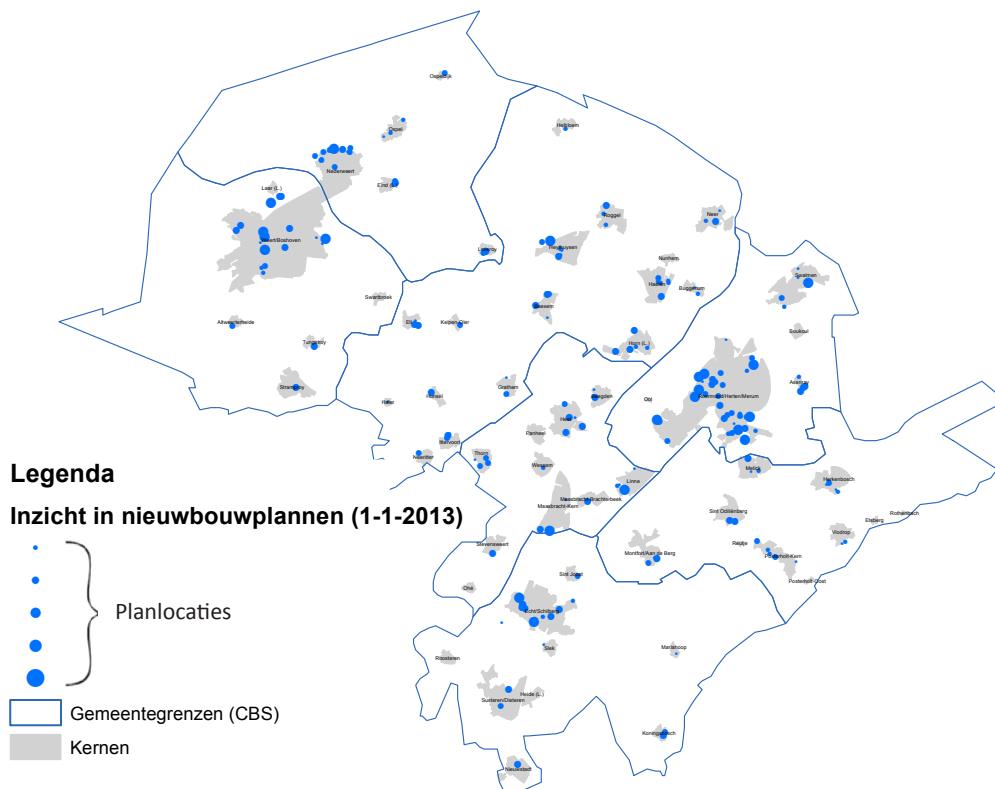 Ospeldijk
Ospel
Heibloem
Nederweert
Eind (L.)
Laar (L.)
Roggel
Neer
Weert/Boshoven
Leveroy
Heythuysen
Nunhem
Haelen
Buggenum
Swalmen
Swartbroek
Baexem
Altweerterheide
Ell
Kelpen-Oler
Boukoul
Tungelroy
Horn (L.)
Stramproy
Grathem
Asenray
Hunsel
Haler
Beegden
Ool
Roermond/Herten/Merum
Heel
Panheel
Ittervoort
Neeritter
Thorn
Wessem
Melick
Linne
Herkenbosch
Legenda
Maasbracht-Brachterbeek
Maasbracht-Kern
Inzicht in nieuwbouwplannen (1-1-2013)
Sint Odiliënberg
Rothenbach
Elsberg
Vlodrop
Stevensweert
Montfort/Aan de Berg
Reutje
Posterholt-Kern
Posterholt-Oost
Sint Joost
Ohé
Planlocaties
Echt/Schilberg
Slek
Mariahoop
Roosteren
Heide (L.)
Susteren/Dieteren
Gemeentegrenzen (CBS)
Koningsbosch
Kernen
Nieuwstadt